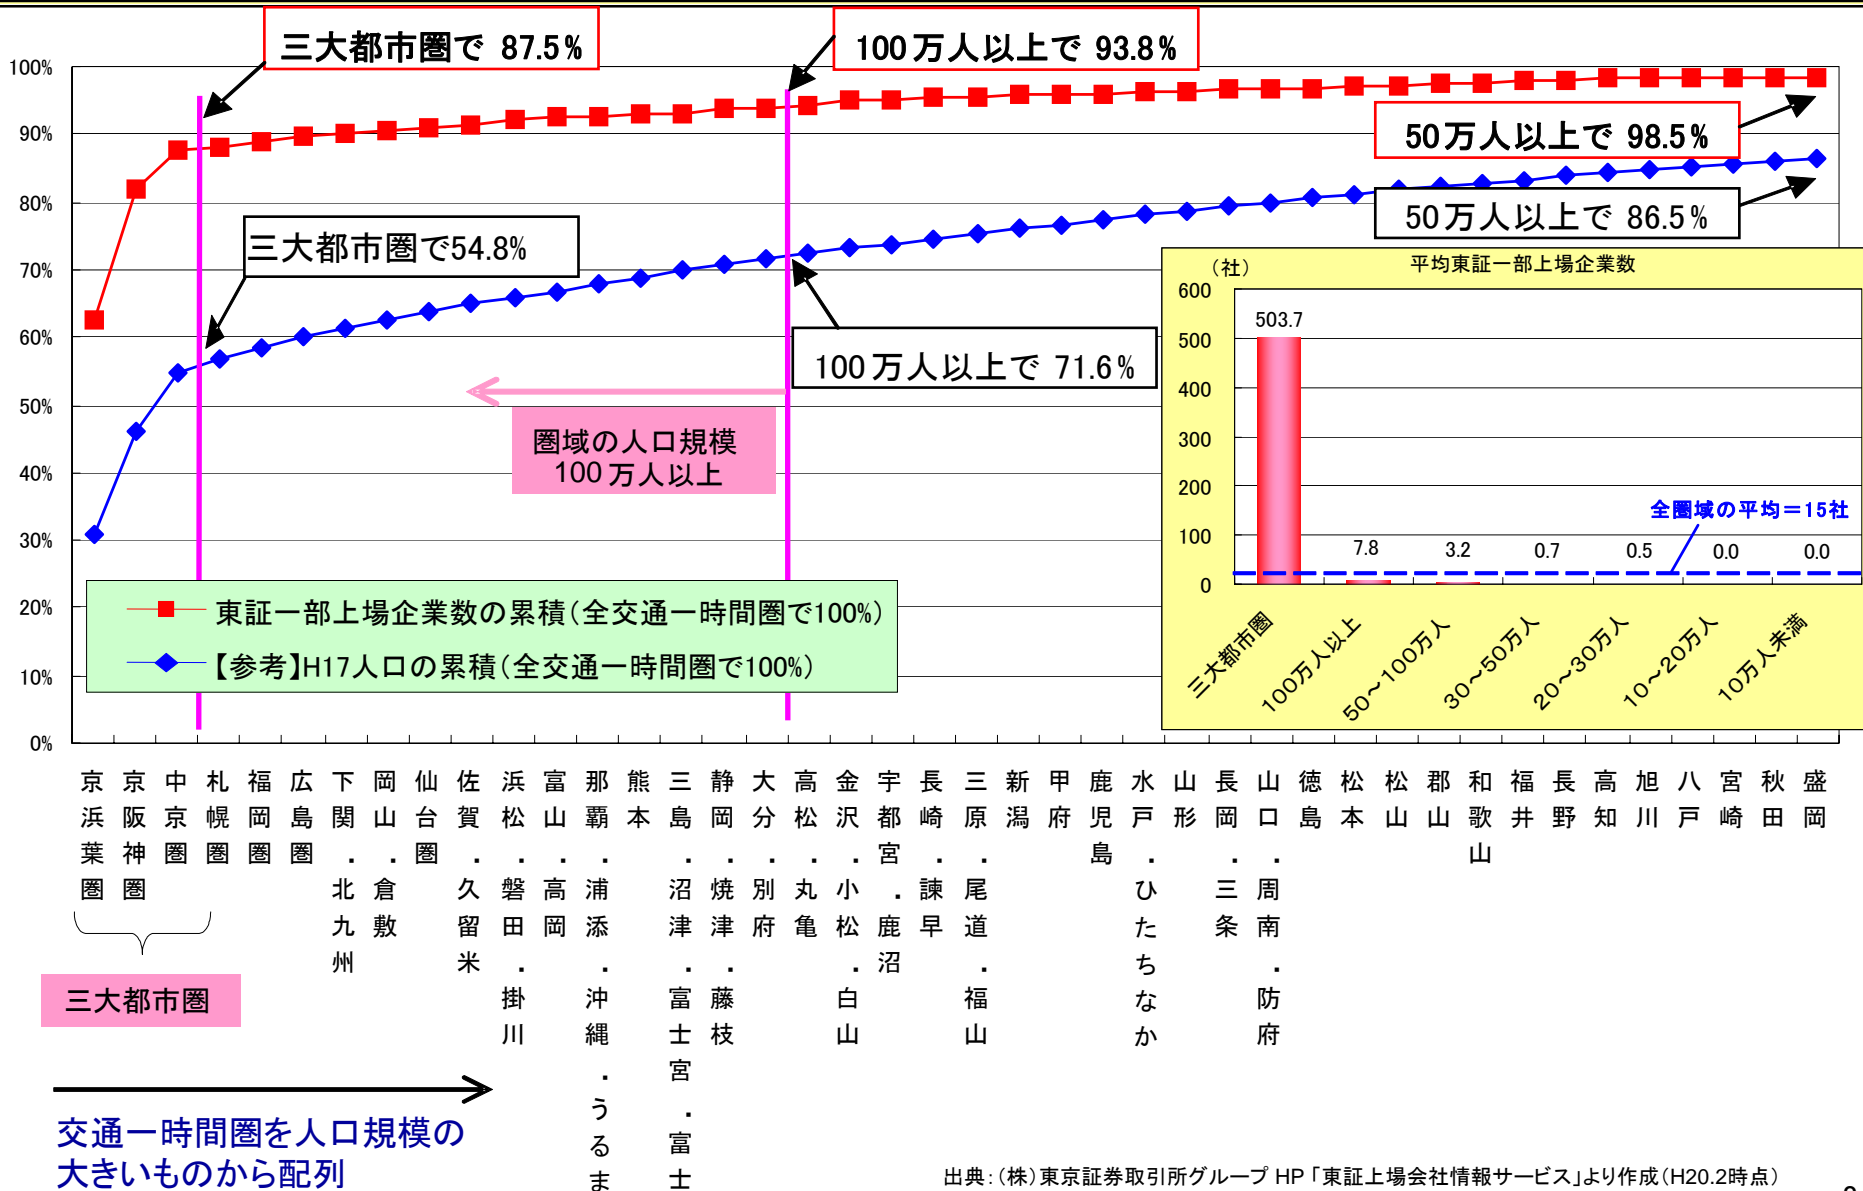 三大都市圏で 87.5%
100万人以上で 93.8%
100%
90%
80%
70%
60%
50%
40%
30%
20%
10%
0%
50万人以上で 98.5%
50万人以上で 86.5%
三大都市圏で54.8%
100万人以上で 71.6%
圏域の人口規模
100万人以上
東証一部上場企業数の累積(全交通一時間圏で100%)
【参考】H17人口の累積(全交通一時間圏で100%)
(社)
平均東証一部上場企業数
600
500
400
300
200
100
0
503.7
7.8
3.2
0.7
0.5
0.0
0.0
全圏域の平均=15社
三大都市圏
100万人以上
50~100万人
30~50万人
20~30万人
10~20万人
10万人未満
京浜葉圏
京阪神圏
中京圏
札幌圏
福岡圏
広島圏
下関・北九州
岡山・倉敷
仙台圏
佐賀・久留米
浜松・磐田・掛川
富山・高岡
那覇・浦添・沖縄・うるま
熊本
三島・沼津・富士宮・富士
静岡・焼津・藤枝
大分・別府
高松・丸亀
金沢・小松・白山
宇都宮・鹿沼
長崎・諫早
三原・尾道・福山
新潟
甲府
鹿児島
水戸・ひたちなか
山形
長岡・三条
山口・周南・防府
徳島
松本
松山
郡山
和歌山
福井
長野
高知
旭川
八戸
宮崎
秋田
盛岡
三大都市圏
交通一時間圏を人口規模の
大きいものから配列
出典:(株)東京証券取引所グループ HP「東証上場会社情報サービス」より作成(H20.2時点)